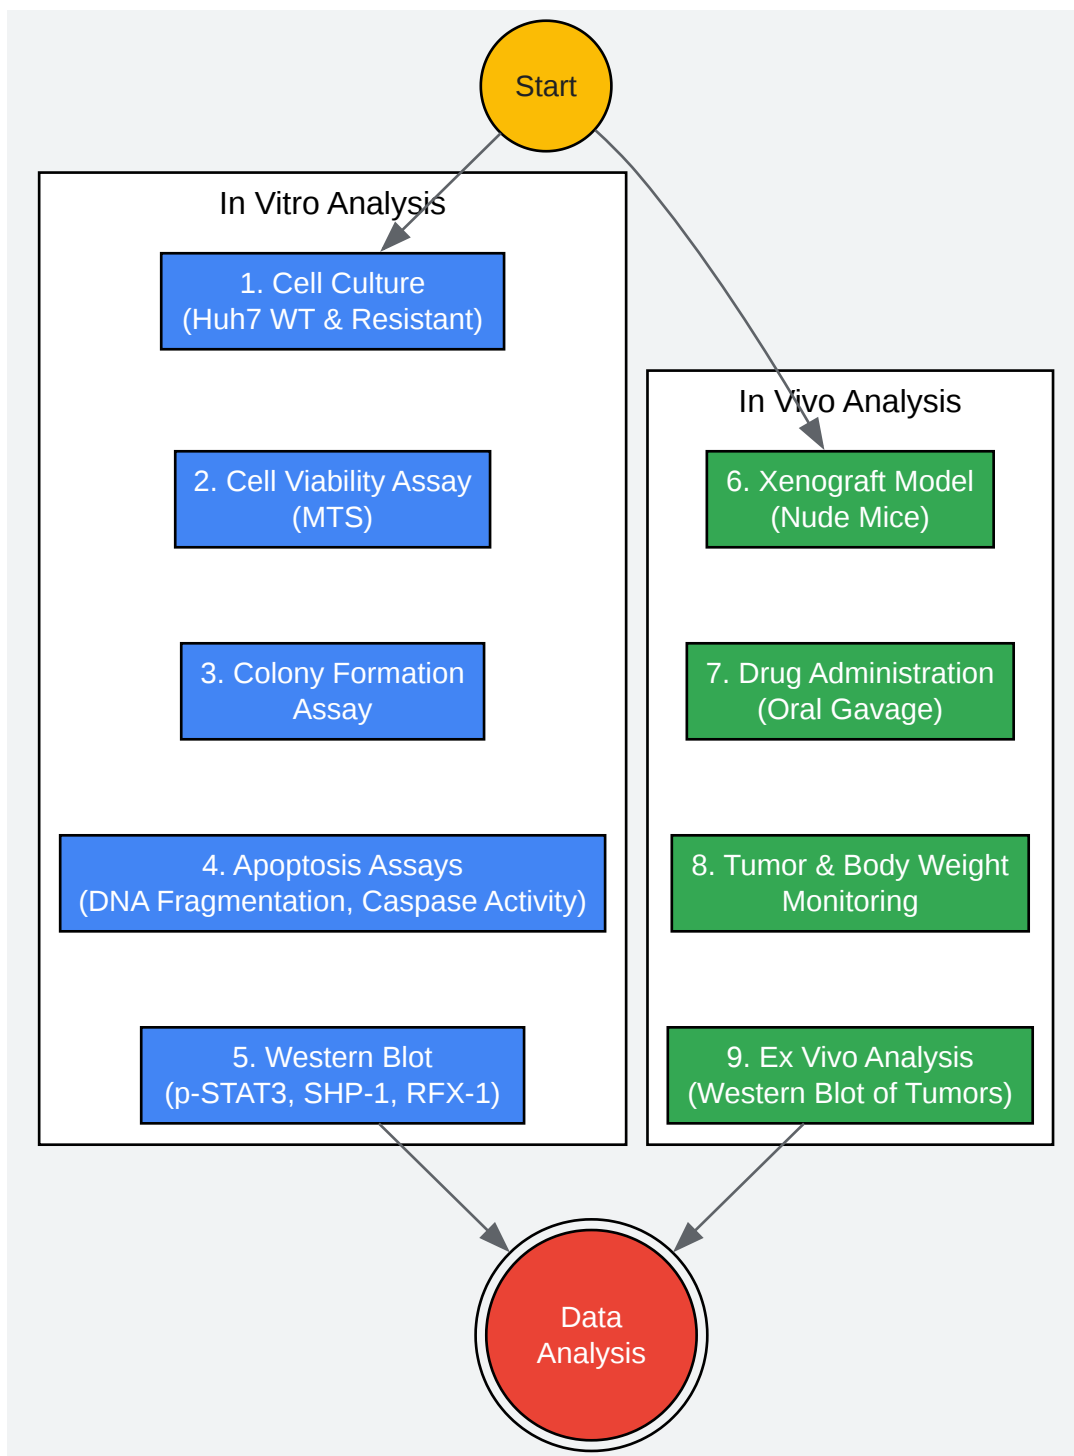 Start
In Vitro Analysis
1. Cell Culture
(Huh7 WT & Resistant)
2. Cell Viability Assay
(MTS)
3. Colony Formation
Assay
4. Apoptosis Assays
(DNA Fragmentation, Caspase Activity)
5. Western Blot
(p-STAT3, SHP-1, RFX-1)
In Vivo Analysis
6. Xenograft Model
(Nude Mice)
7. Drug Administration
(Oral Gavage)
8. Tumor & Body Weight
Monitoring
9. Ex Vivo Analysis
(Western Blot of Tumors)
Data
Analysis